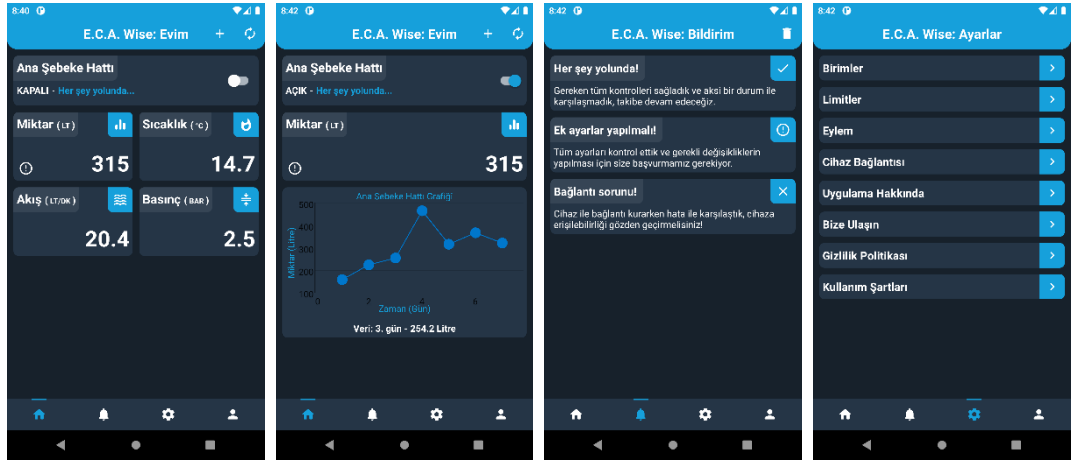 8:40
E.C.A. Wise: Evim
Ana Şebeke Hattı
KAPALI - Her şey yolunda...
Miktar (LT)
315
Sıcaklık (°C)
14.7
Akış (LT/DK)
20.4
Basınç (BAR)
2.5
8:42
E.C.A. Wise: Evim
Ana Şebeke Hattı
AÇIK - Her şey yolunda...
Miktar (LT)
315
Ana Şebeke Hattı Grafiği
Miktar (Litre)
500
400
300
200
100
0 2 4 6
Zaman (Gün)
Veri: 3. gün - 254.2 Litre
8:42
E.C.A. Wise: Bildirim
Her şey yolunda!
Gereken tüm kontrolleri sağladık ve aksi bir durum ile
karşılaşmadık, takibe devam edeceğiz.
Ek ayarlar yapılmalı!
Tüm ayarları kontrol ettik ve gerekli değişikliklerin
yapılması için size başvurmamız gerekiyor.
Bağlantı sorunu!
Cihaz ile bağlantı kurarken hata ile karşılaştık, cihaza
erişilebilirliği gözden geçirmelisiniz!
8:42
E.C.A. Wise: Ayarlar
Birimler
Limitler
Eylem
Cihaz Bağlantısı
Uygulama Hakkında
Bize Ulaşın
Gizlilik Politikası
Kullanım Şartları